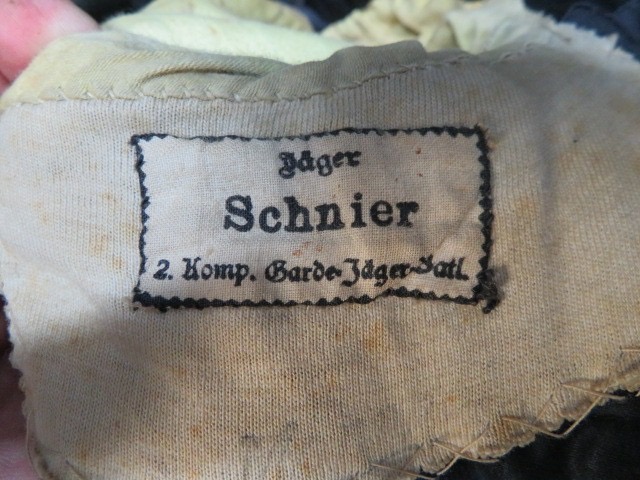 Jäger
Schnier
2. Komp. Garde-Jäger-Batl.